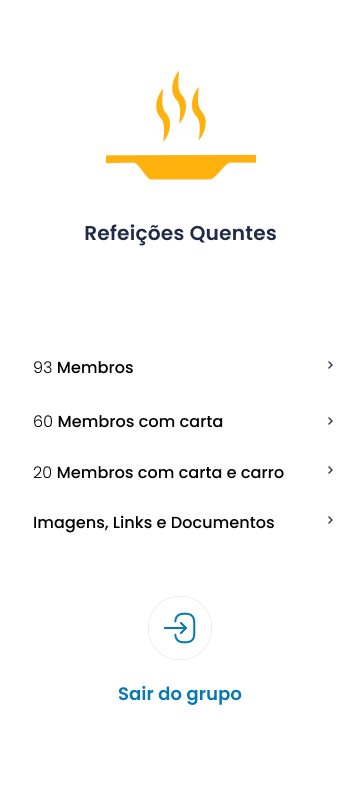 Refeições Quentes
93 Membros
60 Membros com carta
20 Membros com carta e carro
Imagens, Links e Documentos
Sair do grupo